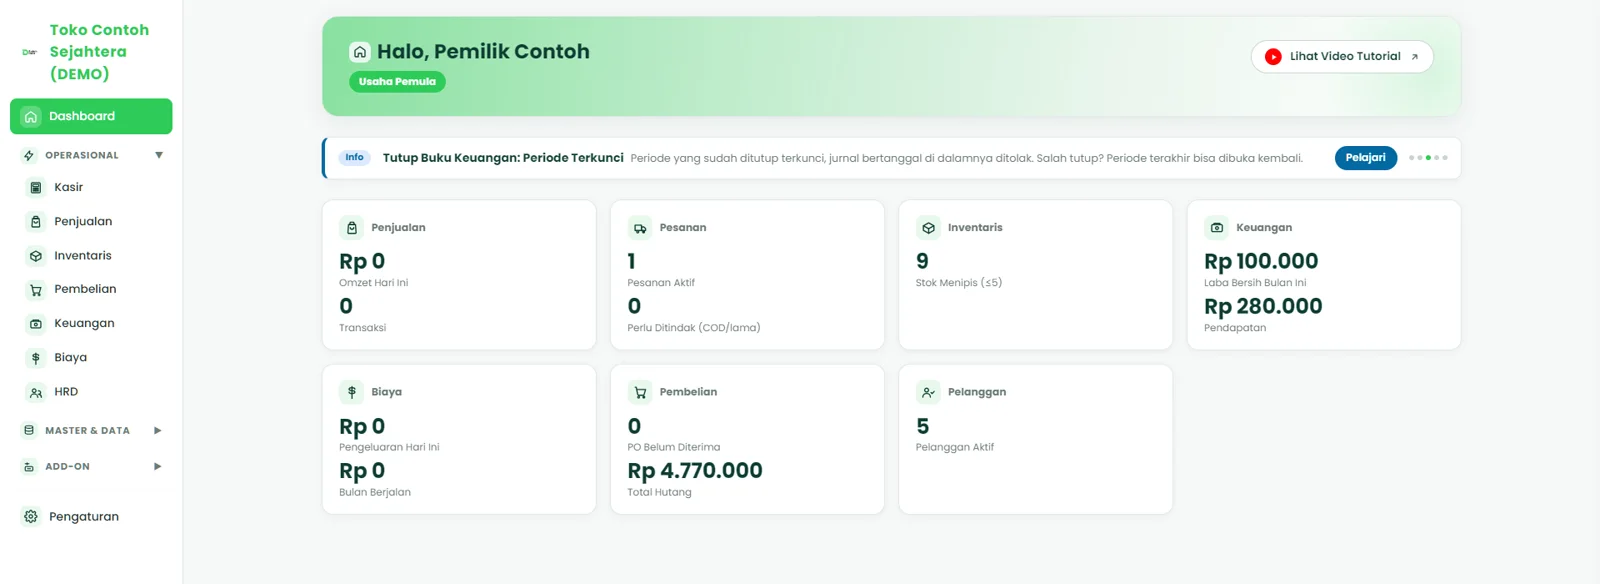 Toko Contoh
Sejahtera
(DEMO)
Dashboard
OPERASIONAL
Kasir
Penjualan
Inventaris
Pembelian
Keuangan
Biaya
HRD
MASTER & DATA
ADD-ON
Pengaturan
Halo, Pemilik Contoh
Usaha Pemula
Lihat Video Tutorial
Info Tutup Buku Keuangan: Periode Terkunci Periode yang sudah ditutup terkunci, jurnal bertanggal di dalamnya ditolak. Salah tutup? Periode terakhir bisa dibuka kembali. Pelajari
Penjualan
Rp 0
Omzet Hari Ini
0
Transaksi
Pesanan
1
Pesanan Aktif
0
Perlu Ditindak (COD/lama)
Inventaris
9
Stok Menipis (≤5)
Keuangan
Rp 100.000
Laba Bersih Bulan Ini
Rp 280.000
Pendapatan
Biaya
Rp 0
Pengeluaran Hari Ini
Rp 0
Bulan Berjalan
Pembelian
0
PO Belum Diterima
Rp 4.770.000
Total Hutang
Pelanggan
5
Pelanggan Aktif